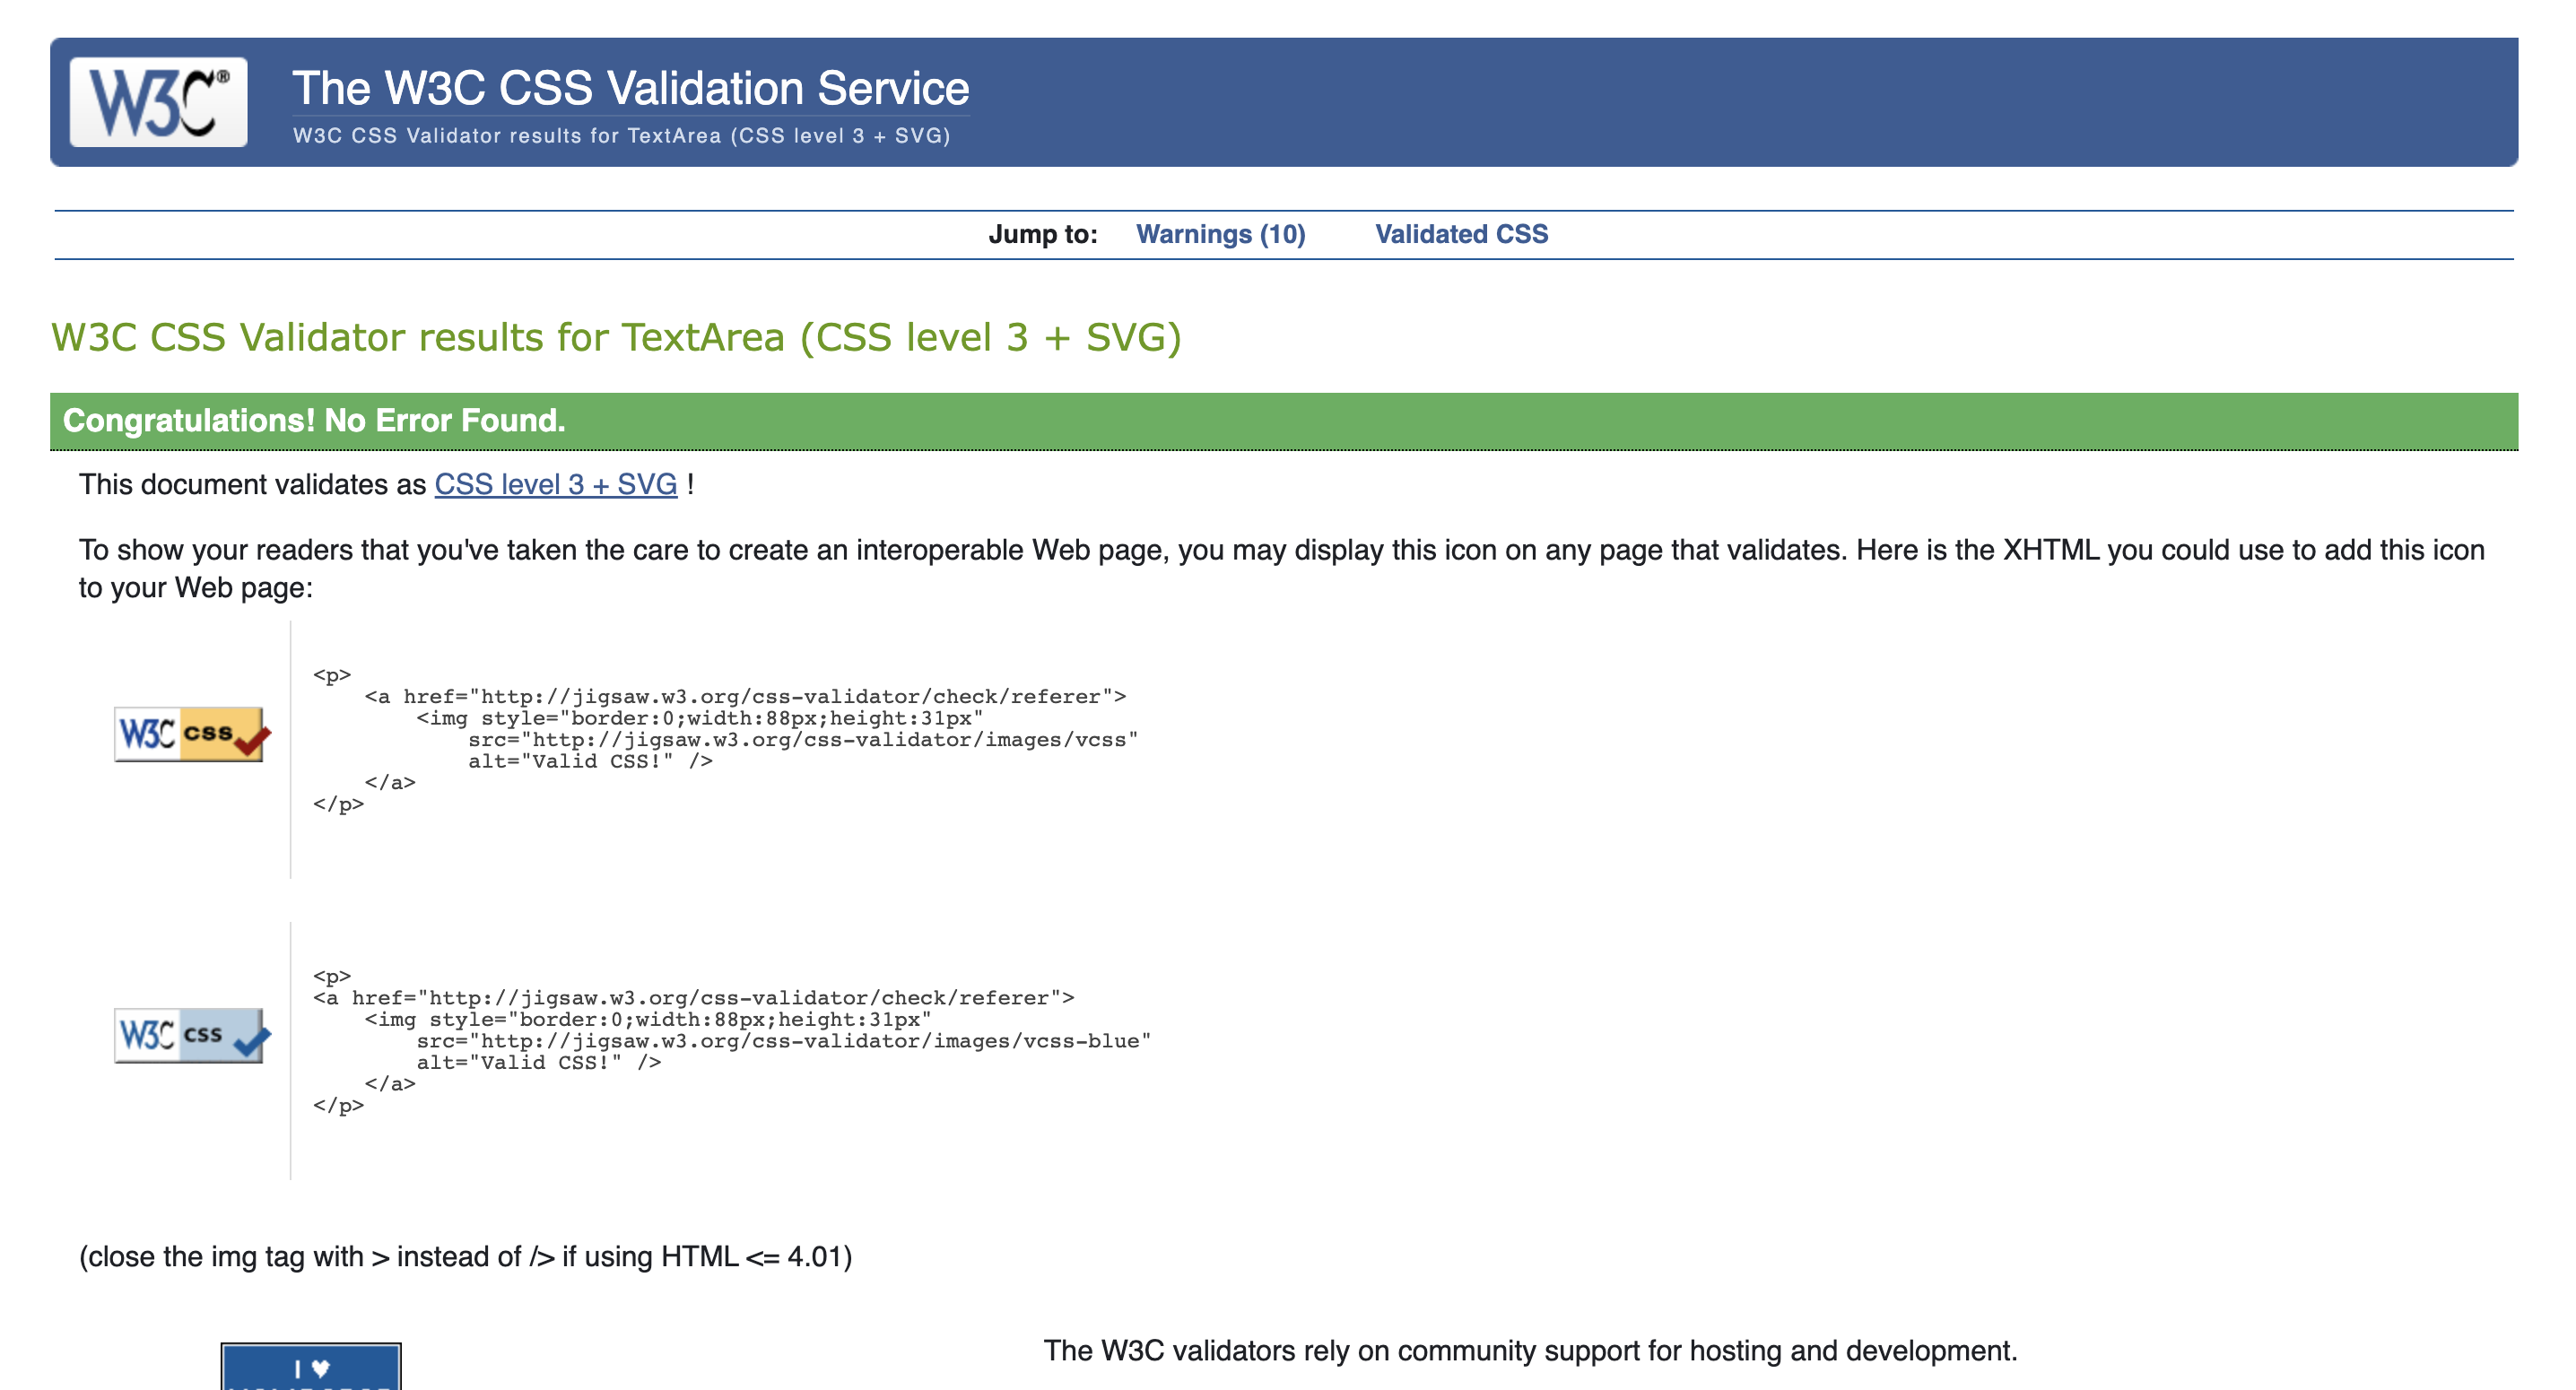 W3C®
The W3C CSS Validation Service
W3C CSS Validator results for TextArea (CSS level 3 + SVG)
Jump to: Warnings (10) Validated CSS
W3C CSS Validator results for TextArea (CSS level 3 + SVG)
Congratulations! No Error Found.
This document validates as CSS level 3 + SVG !
To show your readers that you've taken the care to create an interoperable Web page, you may display this icon on any page that validates. Here is the XHTML you could use to add this icon
to your Web page:
W3C css
<p>
    <a href="http://jigsaw.w3.org/css-validator/check/referer">
        <img style="border:0;width:88px;height:31px"
            src="http://jigsaw.w3.org/css-validator/images/vcss"
            alt="Valid CSS!" />
    </a>
</p>
W3C css
<p>
<a href="http://jigsaw.w3.org/css-validator/check/referer">
    <img style="border:0;width:88px;height:31px"
        src="http://jigsaw.w3.org/css-validator/images/vcss-blue"
        alt="Valid CSS!" />
    </a>
</p>
(close the img tag with > instead of /> if using HTML <= 4.01)
I ♥
The W3C validators rely on community support for hosting and development.